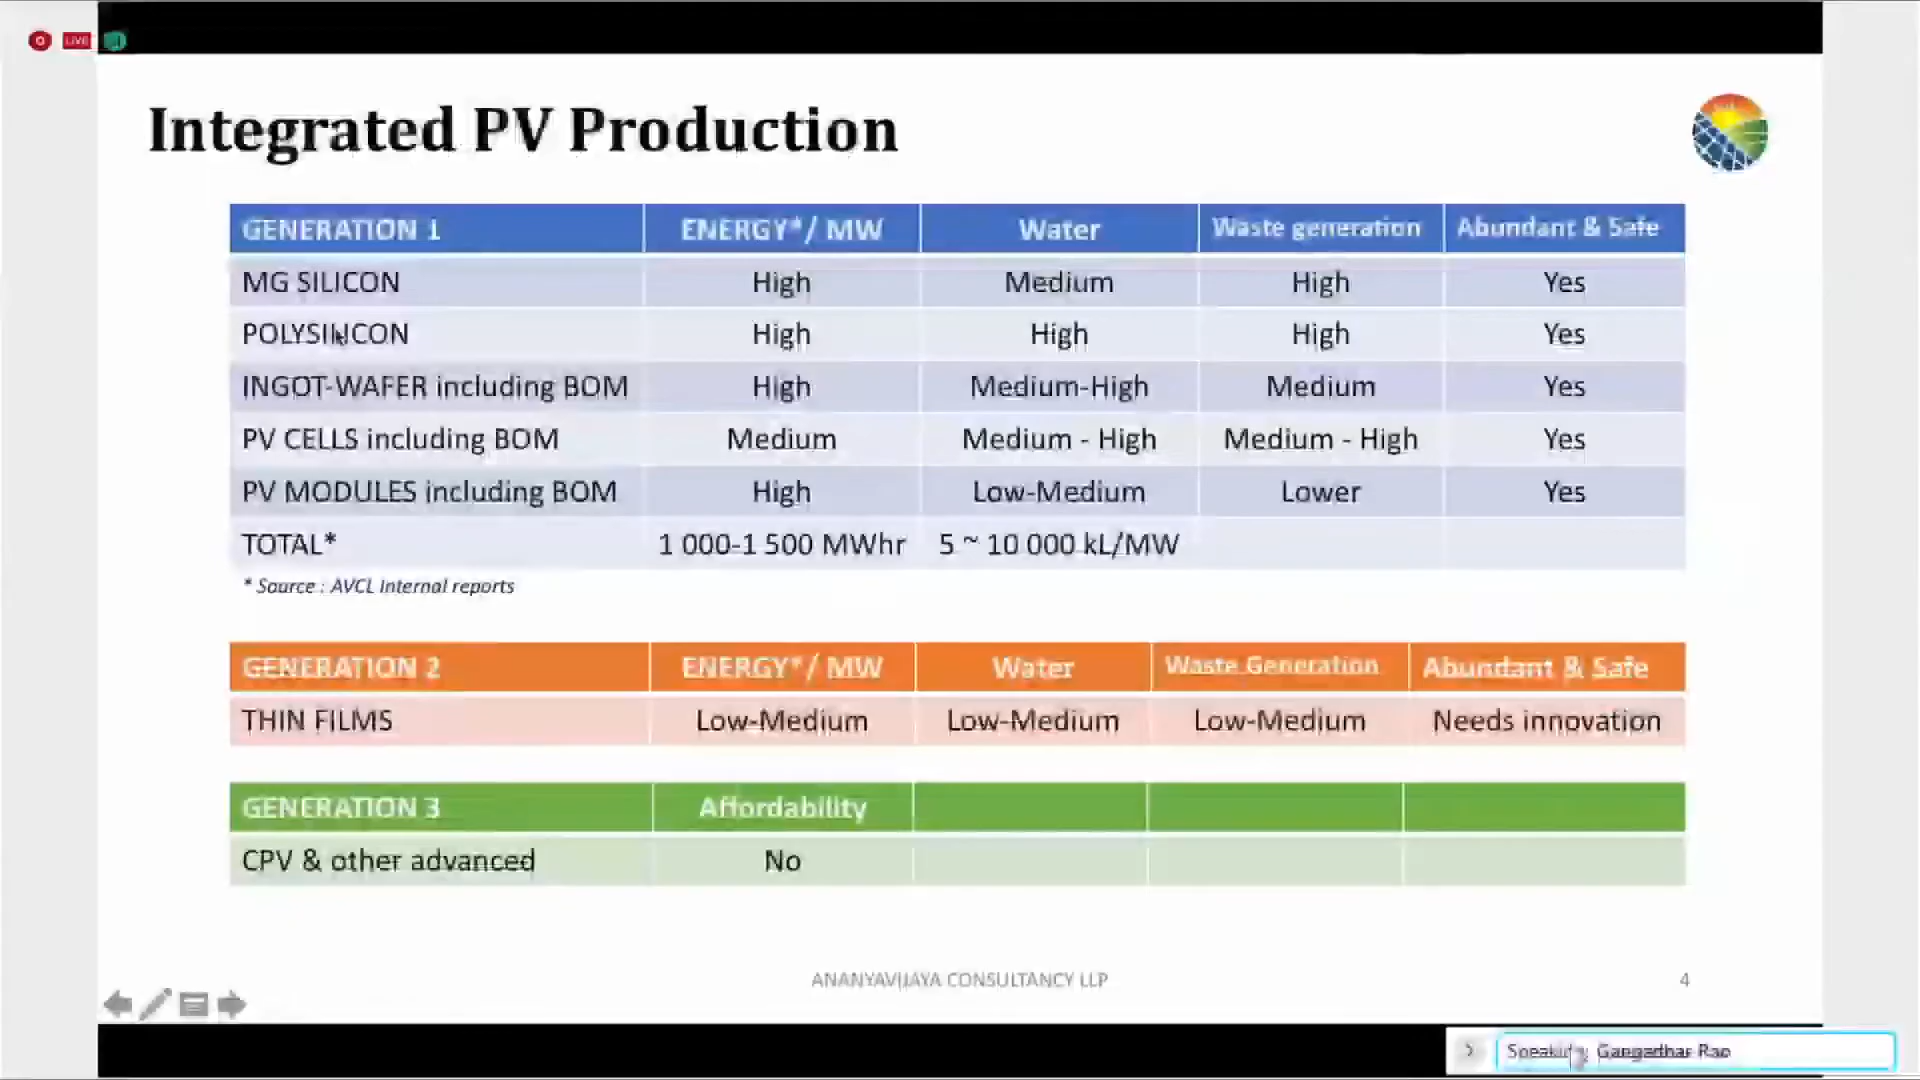 LIVE
Integrated PV Production
GENERATION 1 ENERGY*/ MW Water Waste generation Abundant & Safe
MG SILICON High Medium High Yes
POLYSILICON High High High Yes
INGOT-WAFER including BOM High Medium-High Medium Yes
PV CELLS including BOM Medium Medium - High Medium - High Yes
PV MODULES including BOM High Low-Medium Lower Yes
TOTAL* 1 000-1 500 MWhr 5 ~ 10 000 kL/MW
* Source : AVCL Internal reports
GENERATION 2 ENERGY*/ MW Water Waste Generation Abundant & Safe
THIN FILMS Low-Medium Low-Medium Low-Medium Needs innovation
GENERATION 3 Affordability
CPV & other advanced No
ANANYAVIJAYA CONSULTANCY LLP 4
Speaking: Gangadhar Rao